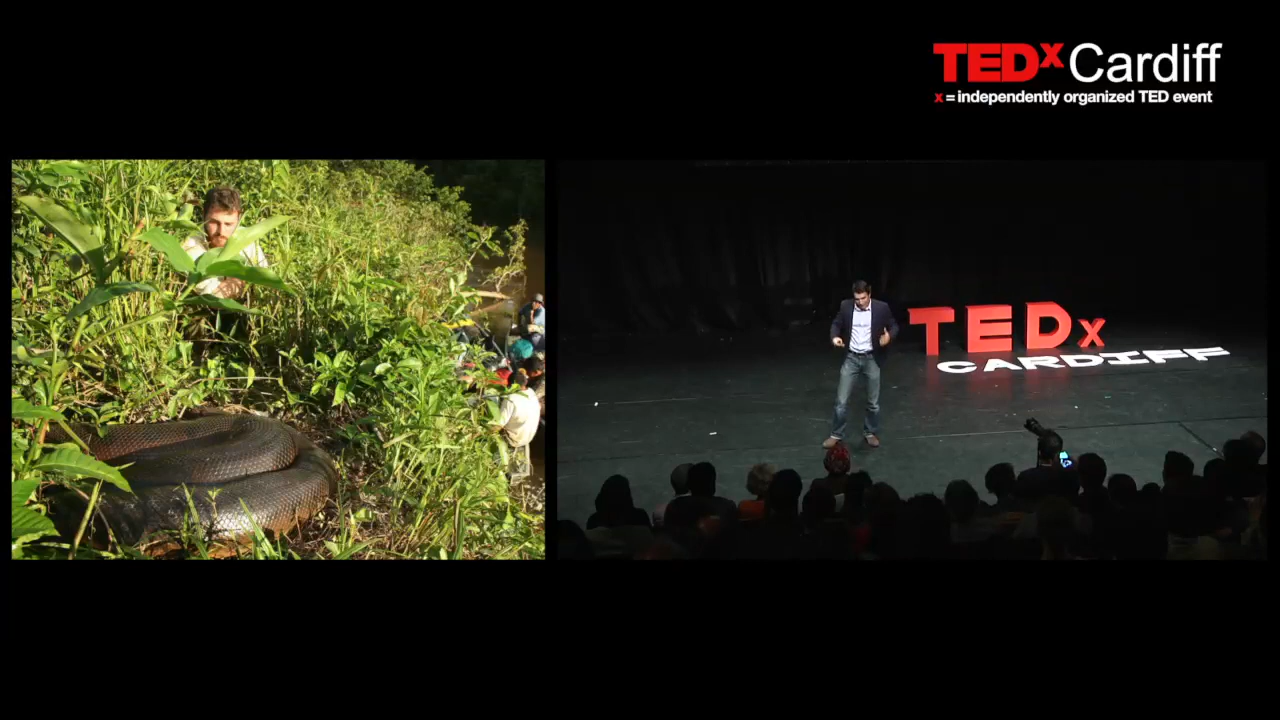 TEDxCardiff
x = independently organized TED event
TEDx
CARDIFF